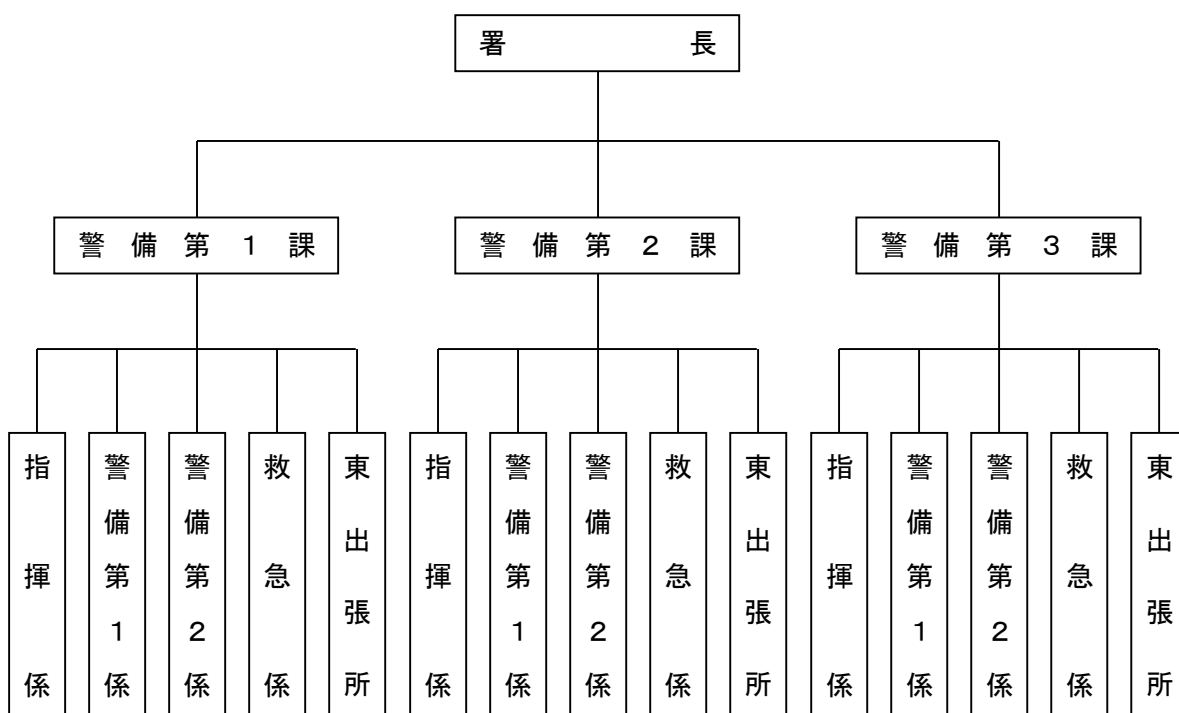 署長
警備第1課
警備第2課
警備第3課
指揮係
警備第1係
警備第2係
救急係
東出張所
指揮係
警備第1係
警備第2係
救急係
東出張所
指揮係
警備第1係
警備第2係
救急係
東出張所